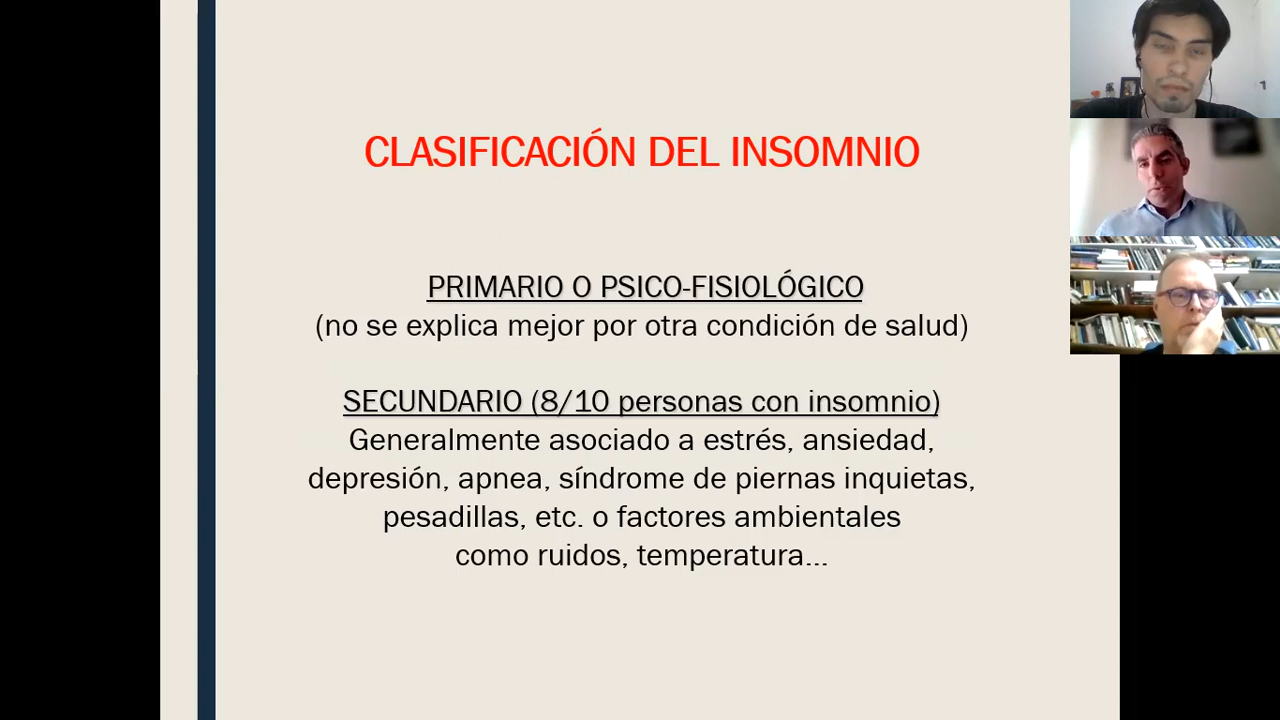 CLASIFICACIÓN DEL INSOMNIO
PRIMARIO O PSICO-FISIOLÓGICO
(no se explica mejor por otra condición de salud)
SECUNDARIO (8/10 personas con insomnio)
Generalmente asociado a estrés, ansiedad,
depresión, apnea, síndrome de piernas inquietas,
pesadillas, etc. o factores ambientales
como ruidos, temperatura...